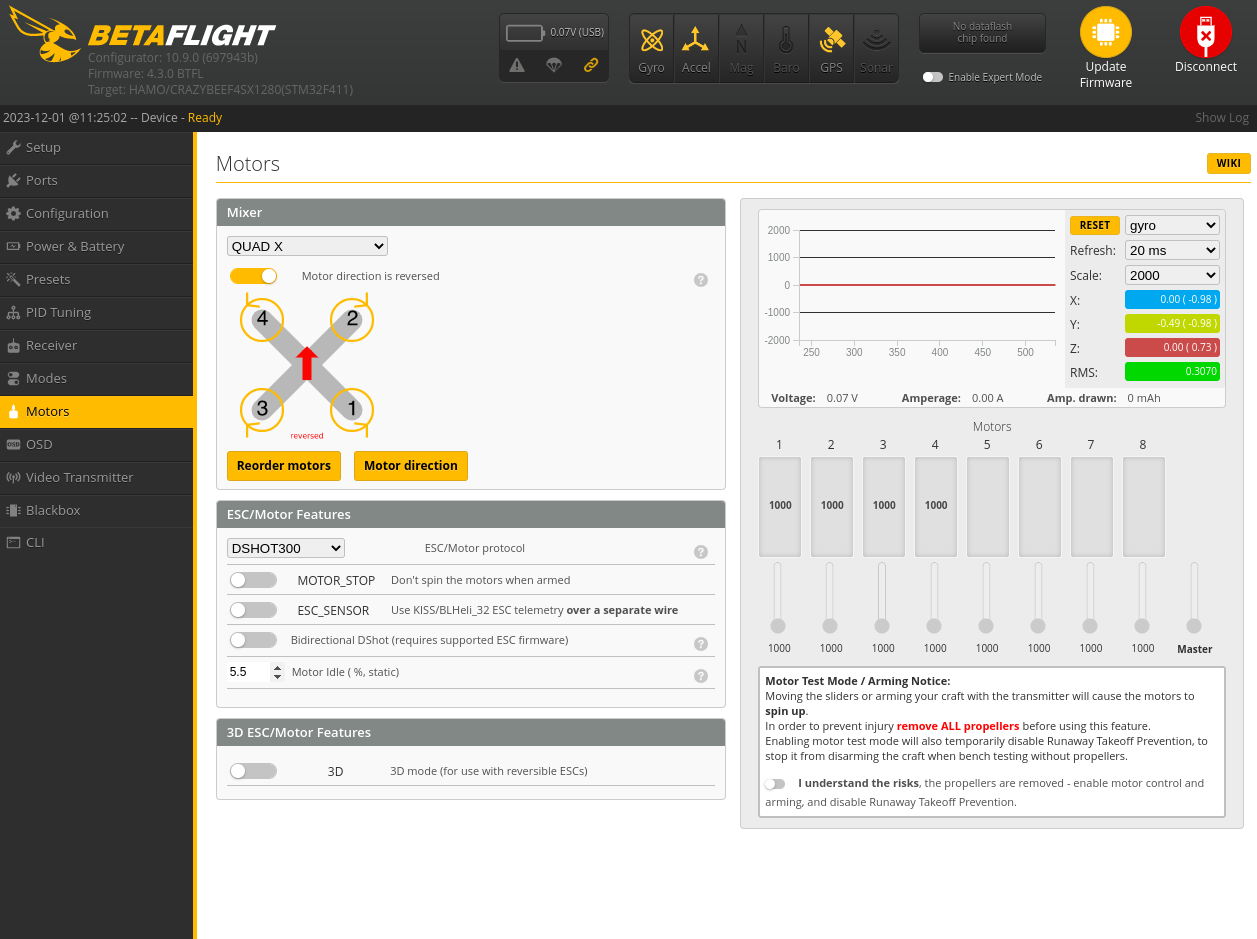 BETAFLIGHT
Configurator: 10.9.0 (697943b)
Firmware: 4.3.0 BTFL
Target: HAMO/CRAZYBEEF4SX1280(STM32F411)
0.07V (USB)
Gyro
Accel
Mag
Baro
GPS
Sonar
No dataflash
chip found
Enable Expert Mode
Update
Firmware
Disconnect
2023-12-01 @11:25:02 -- Device - Ready
Show Log
Setup
Ports
Configuration
Power & Battery
Presets
PID Tuning
Receiver
Modes
Motors
OSD
Video Transmitter
Blackbox
CLI
Motors
WIKI
Mixer
QUAD X
Motor direction is reversed
?
4
2
3
1
reversed
Reorder motors
Motor direction
ESC/Motor Features
DSHOT300
ESC/Motor protocol
?
MOTOR_STOP
Don't spin the motors when armed
ESC_SENSOR
Use KISS/BLHeli_32 ESC telemetry over a separate wire
Bidirectional DShot (requires supported ESC firmware)
?
5.5
Motor Idle ( %, static)
?
3D ESC/Motor Features
3D
3D mode (for use with reversible ESCs)
2000
1000
0
-1000
-2000
250 300 350 400 450 500
RESET
gyro
Refresh:
20 ms
Scale:
2000
X:
0.00 ( -0.98 )
Y:
-0.49 ( -0.98 )
Z:
0.00 ( 0.73 )
RMS:
0.3070
Voltage: 0.07 V
Amperage: 0.00 A
Amp. drawn: 0 mAh
Motors
1 2 3 4 5 6 7 8
1000 1000 1000 1000
1000 1000 1000 1000 1000 1000 1000 1000 Master
Motor Test Mode / Arming Notice:
Moving the sliders or arming your craft with the transmitter will cause the motors to
spin up.
In order to prevent injury remove ALL propellers before using this feature.
Enabling motor test mode will also temporarily disable Runaway Takeoff Prevention, to
stop it from disarming the craft when bench testing without propellers.
I understand the risks, the propellers are removed - enable motor control and
arming, and disable Runaway Takeoff Prevention.